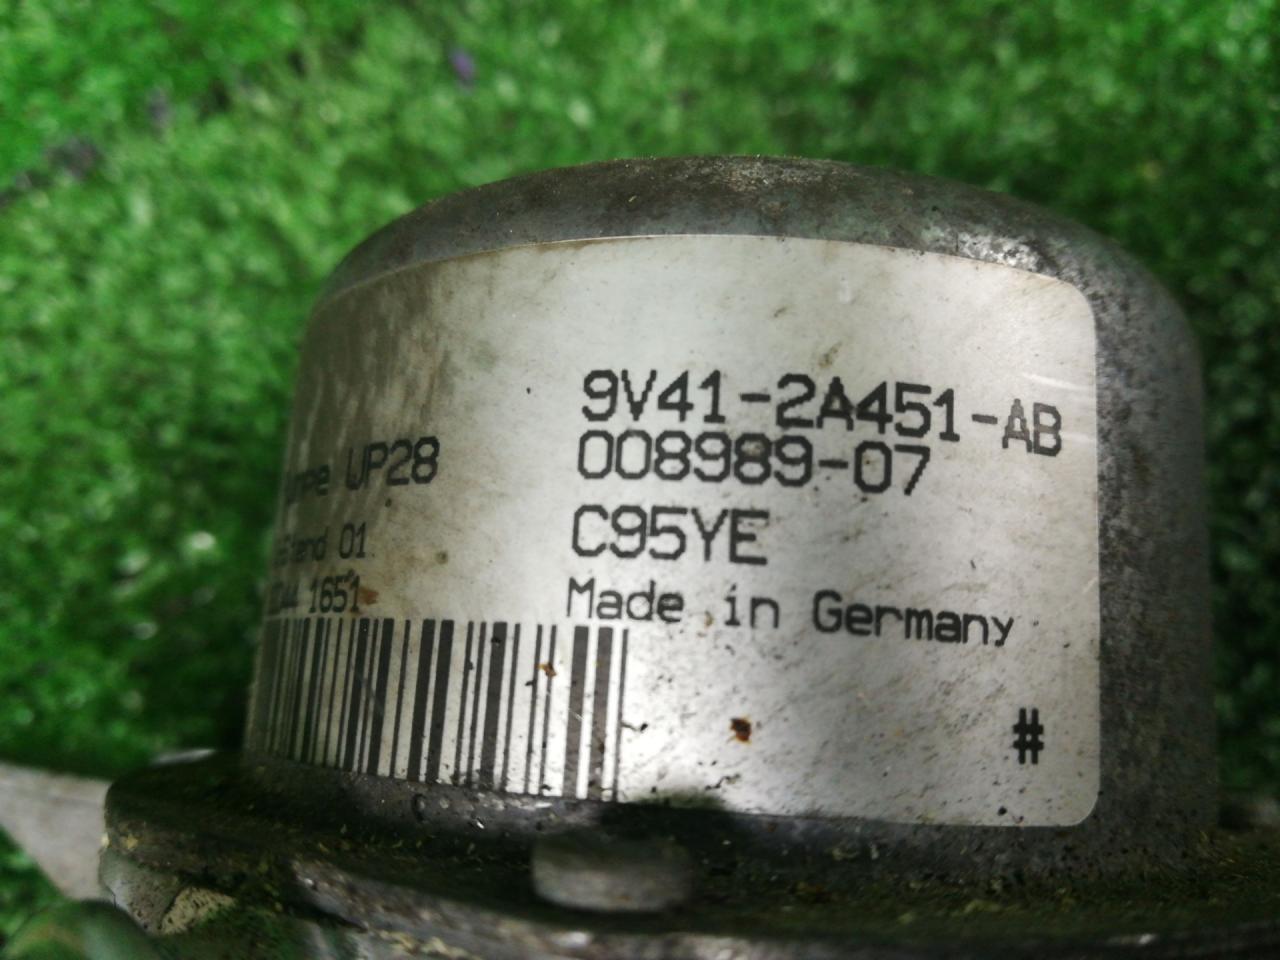 9V41-2A451-AB
008989-07
UP28
C95YE
01
1651
Made in Germany
#